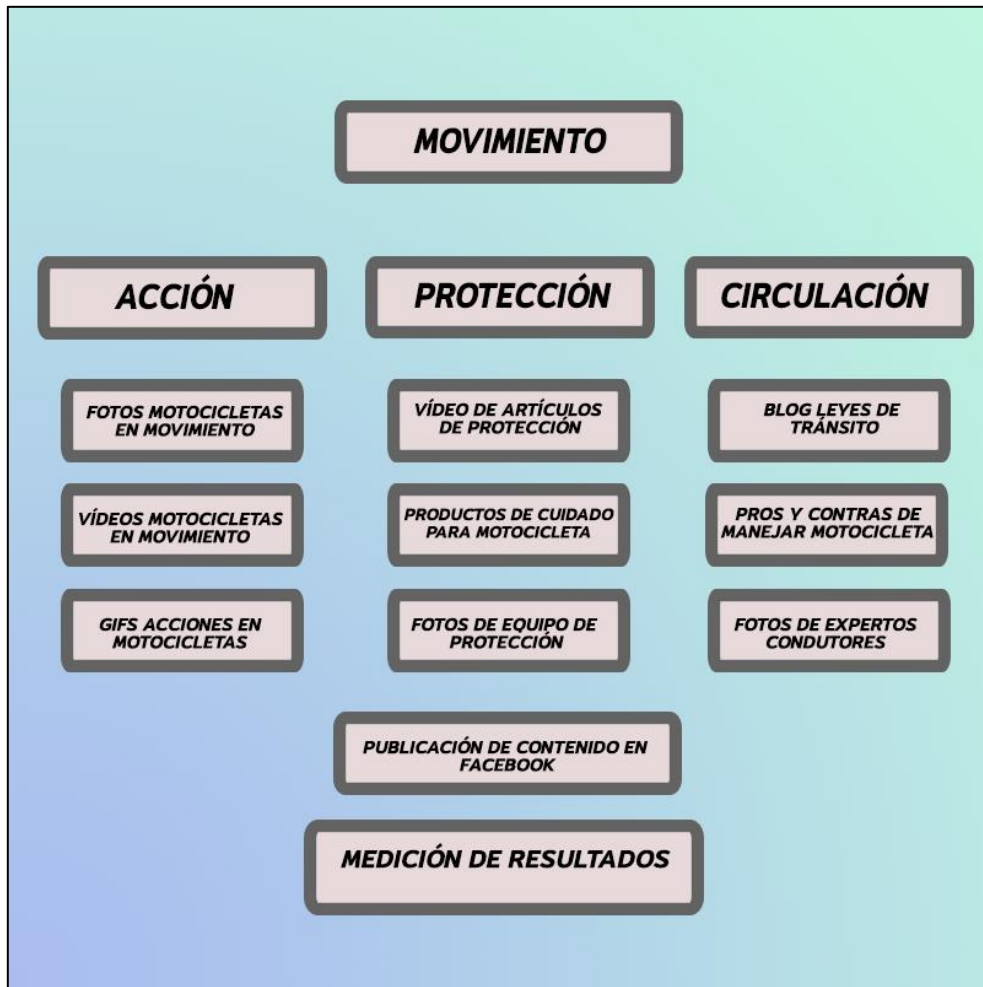 MOVIMIENTO
ACCIÓN
PROTECCIÓN
CIRCULACIÓN
FOTOS MOTOCICLETAS
EN MOVIMIENTO
VÍDEO DE ARTÍCULOS
DE PROTECCIÓN
BLOG LEYES DE
TRÁNSITO
VÍDEOS MOTOCICLETAS
EN MOVIMIENTO
PRODUCTOS DE CUIDADO
PARA MOTOCICLETA
PROS Y CONTRAS DE
MANEJAR MOTOCICLETA
GIFS ACCIONES EN
MOTOCICLETAS
FOTOS DE EQUIPO DE
PROTECCIÓN
FOTOS DE EXPERTOS
CONDUTORES
PUBLICACIÓN DE CONTENIDO EN
FACEBOOK
MEDICIÓN DE RESULTADOS